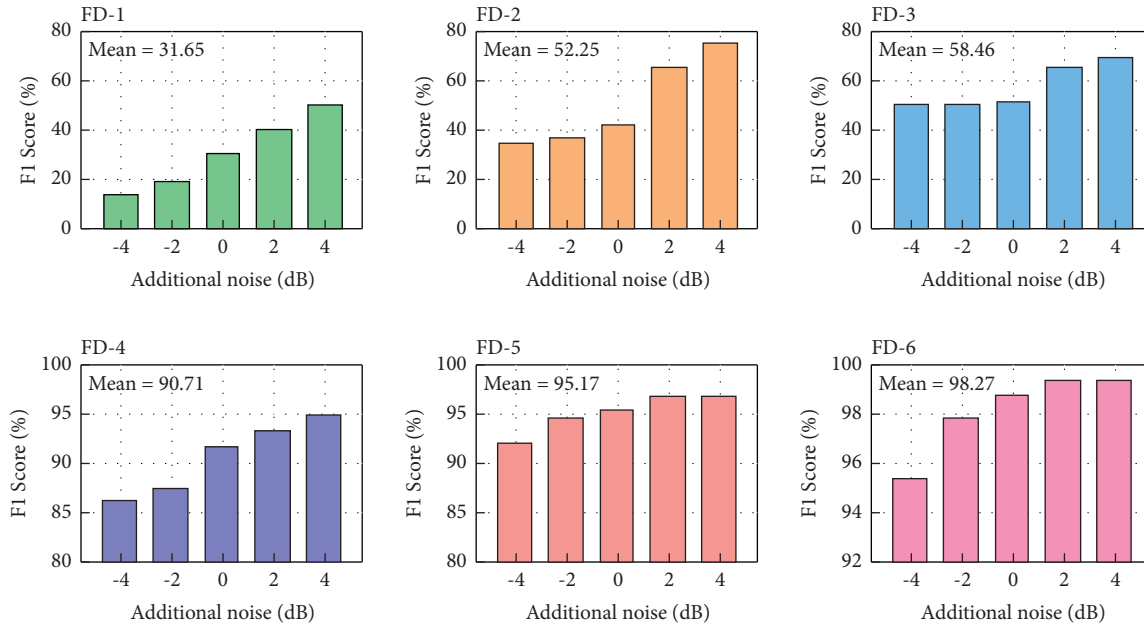 FD-1
Mean = 31.65
80
60
40
20
0
F1 Score (%)
-4 -2 0 2 4
Additional noise (dB)
FD-2
Mean = 52.25
80
60
40
20
0
F1 Score (%)
-4 -2 0 2 4
Additional noise (dB)
FD-3
Mean = 58.46
80
60
40
20
0
F1 Score (%)
-4 -2 0 2 4
Additional noise (dB)
FD-4
Mean = 90.71
100
95
90
85
80
F1 Score (%)
-4 -2 0 2 4
Additional noise (dB)
FD-5
Mean = 95.17
100
95
90
85
80
F1 Score (%)
-4 -2 0 2 4
Additional noise (dB)
FD-6
Mean = 98.27
100
98
96
94
92
F1 Score (%)
-4 -2 0 2 4
Additional noise (dB)